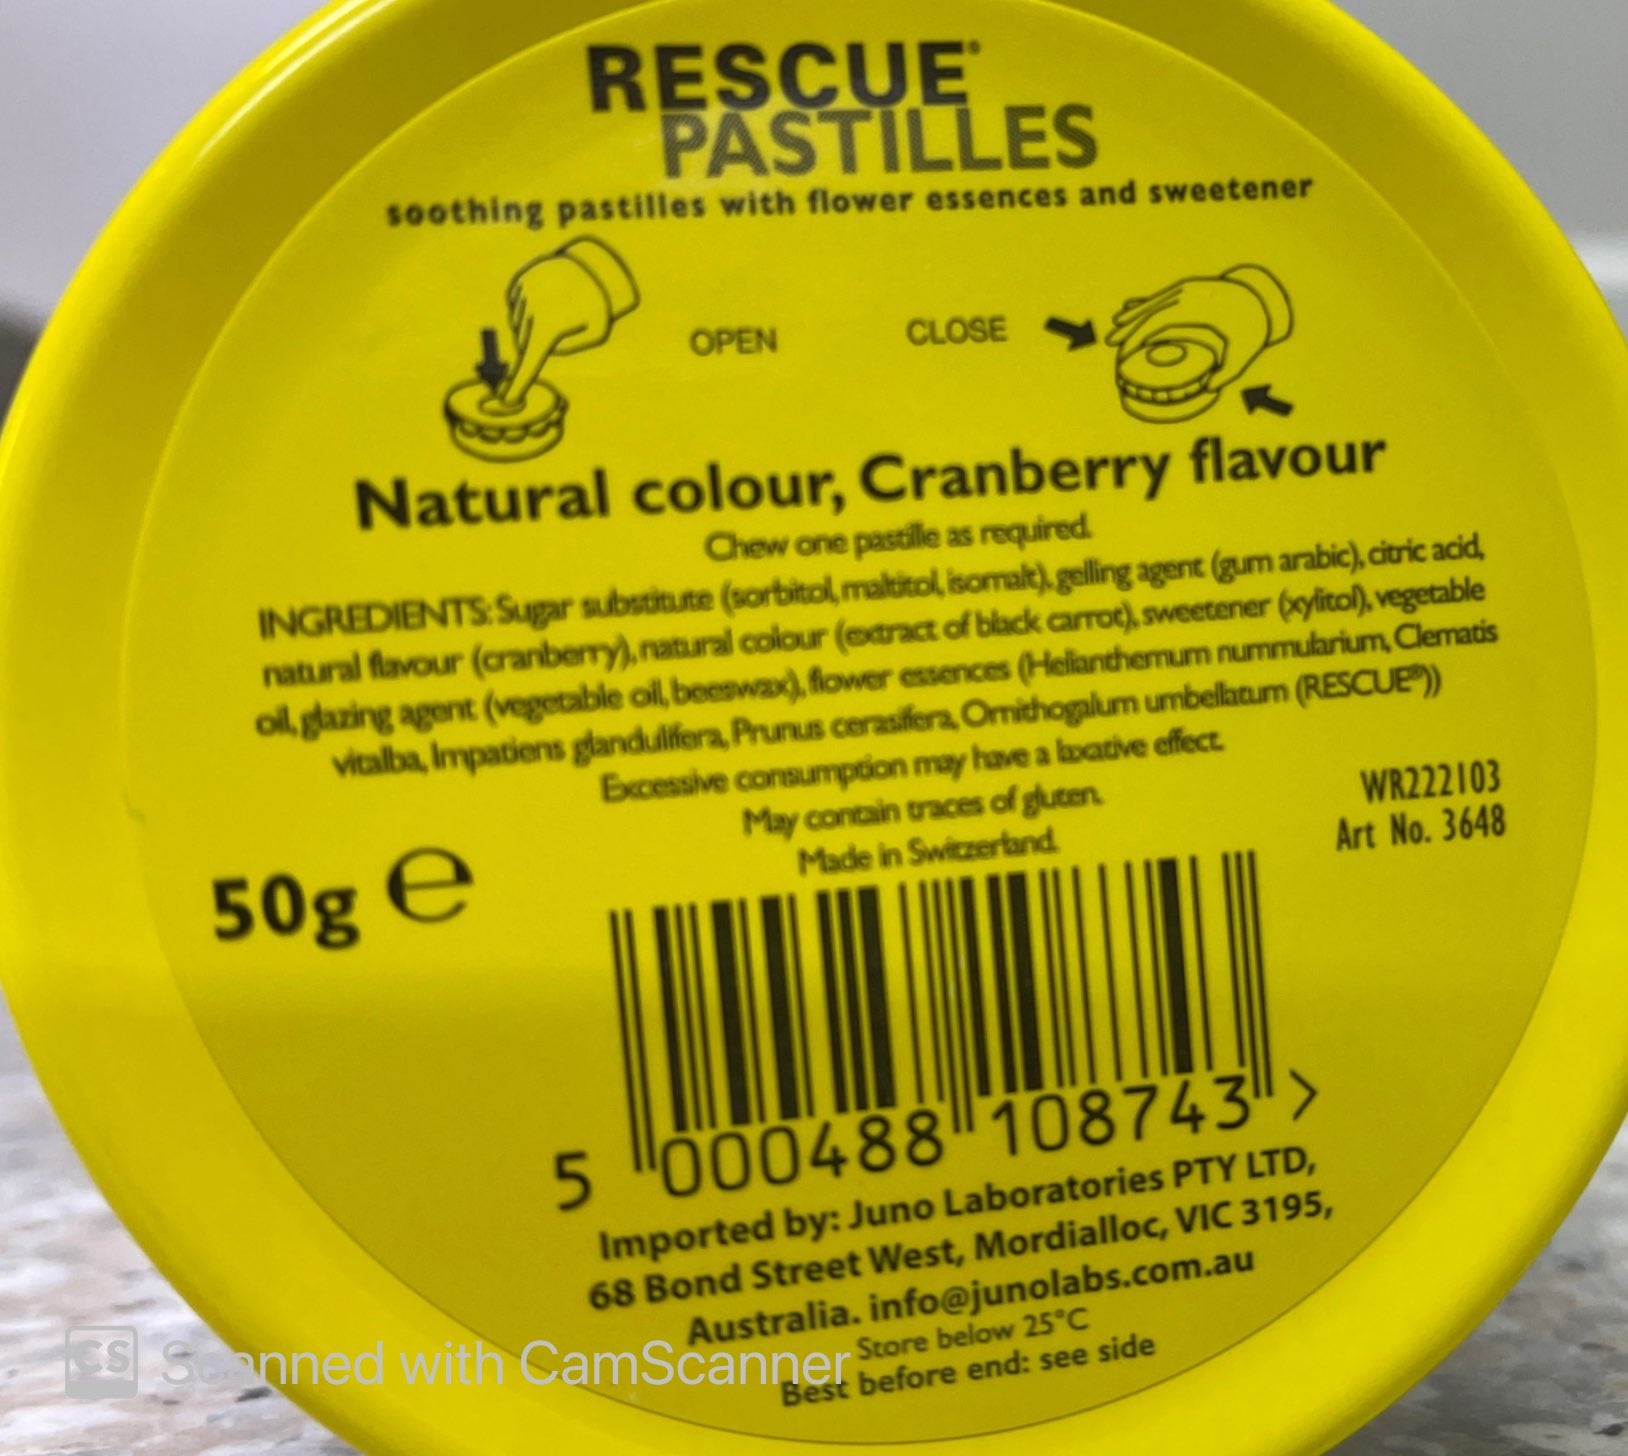 RESCUE®
PASTILLES
soothing pastilles with flower essences and sweetener
OPEN
CLOSE
Natural colour, Cranberry flavour
Chew one pastille as required.
INGREDIENTS: Sugar substitute (sorbitol, maltitol, isomalt), gelling agent (gum arabic), citric acid,
natural flavour (cranberry), natural colour (extract of black carrot), sweetener (xylitol), vegetable
oil, glazing agent (vegetable oil, beeswax), flower essences (Helianthemum nummularium, Clematis
vitalba, Impatiens glandulifera, Prunus cerasifera, Ornithogalum umbellatum (RESCUE®))
Excessive consumption may have a laxative effect.
May contain traces of gluten.
Made in Switzerland.
WR222103
Art No. 3648
50g ℮
5 000488 108743 >
Imported by: Juno Laboratories PTY LTD,
68 Bond Street West, Mordialloc, VIC 3195,
Australia. info@junolabs.com.au
Store below 25°C
Best before end: see side
CS Scanned with CamScanner